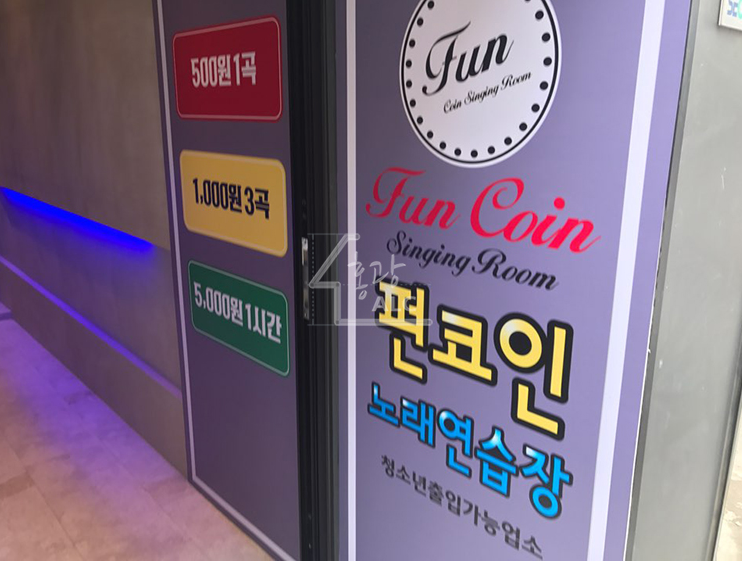 500원 1곡
1,000원 3곡
5,000원 1시간
Fun
Coin Singing Room
Fun Coin
Singing Room
펀코인
노래연습장
청소년출입가능업소